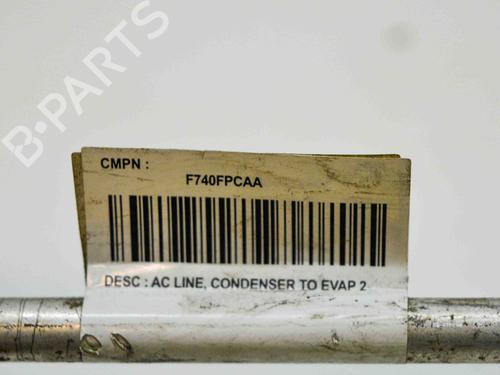 B-PARTS
CMPN :
F740FPCAA
DESC : AC LINE, CONDENSER TO EVAP 2